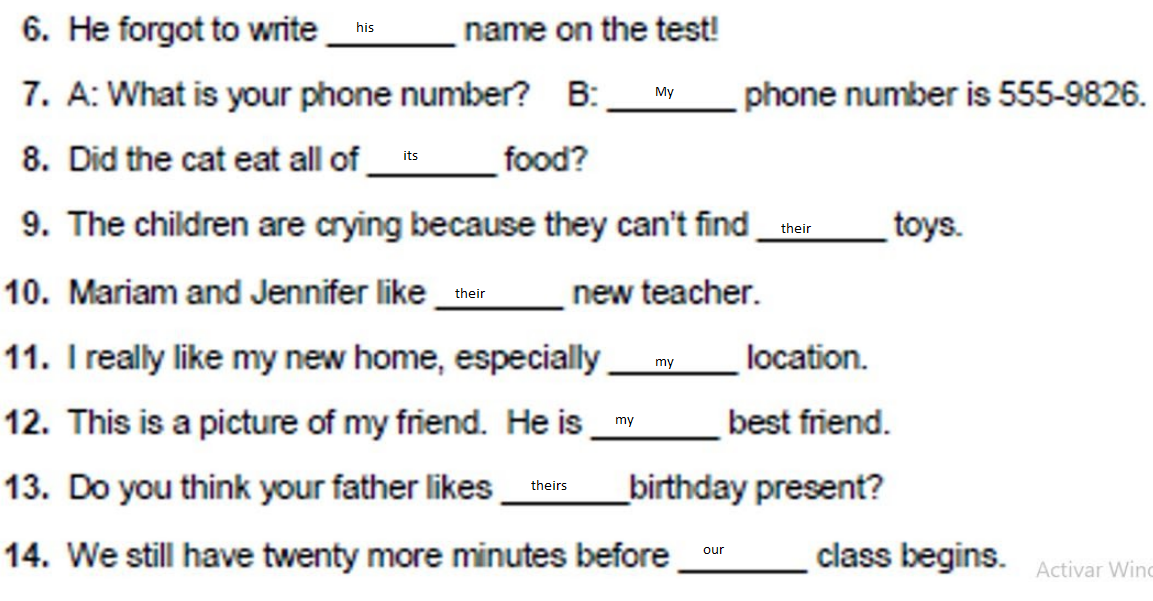 6. He forgot to write his name on the test!
7. A: What is your phone number? B: My phone number is 555-9826.
8. Did the cat eat all of its food?
9. The children are crying because they can't find their toys.
10. Mariam and Jennifer like their new teacher.
11. I really like my new home, especially my location.
12. This is a picture of my friend. He is my best friend.
13. Do you think your father likes theirs birthday present?
14. We still have twenty more minutes before our class begins.
Activar Wind